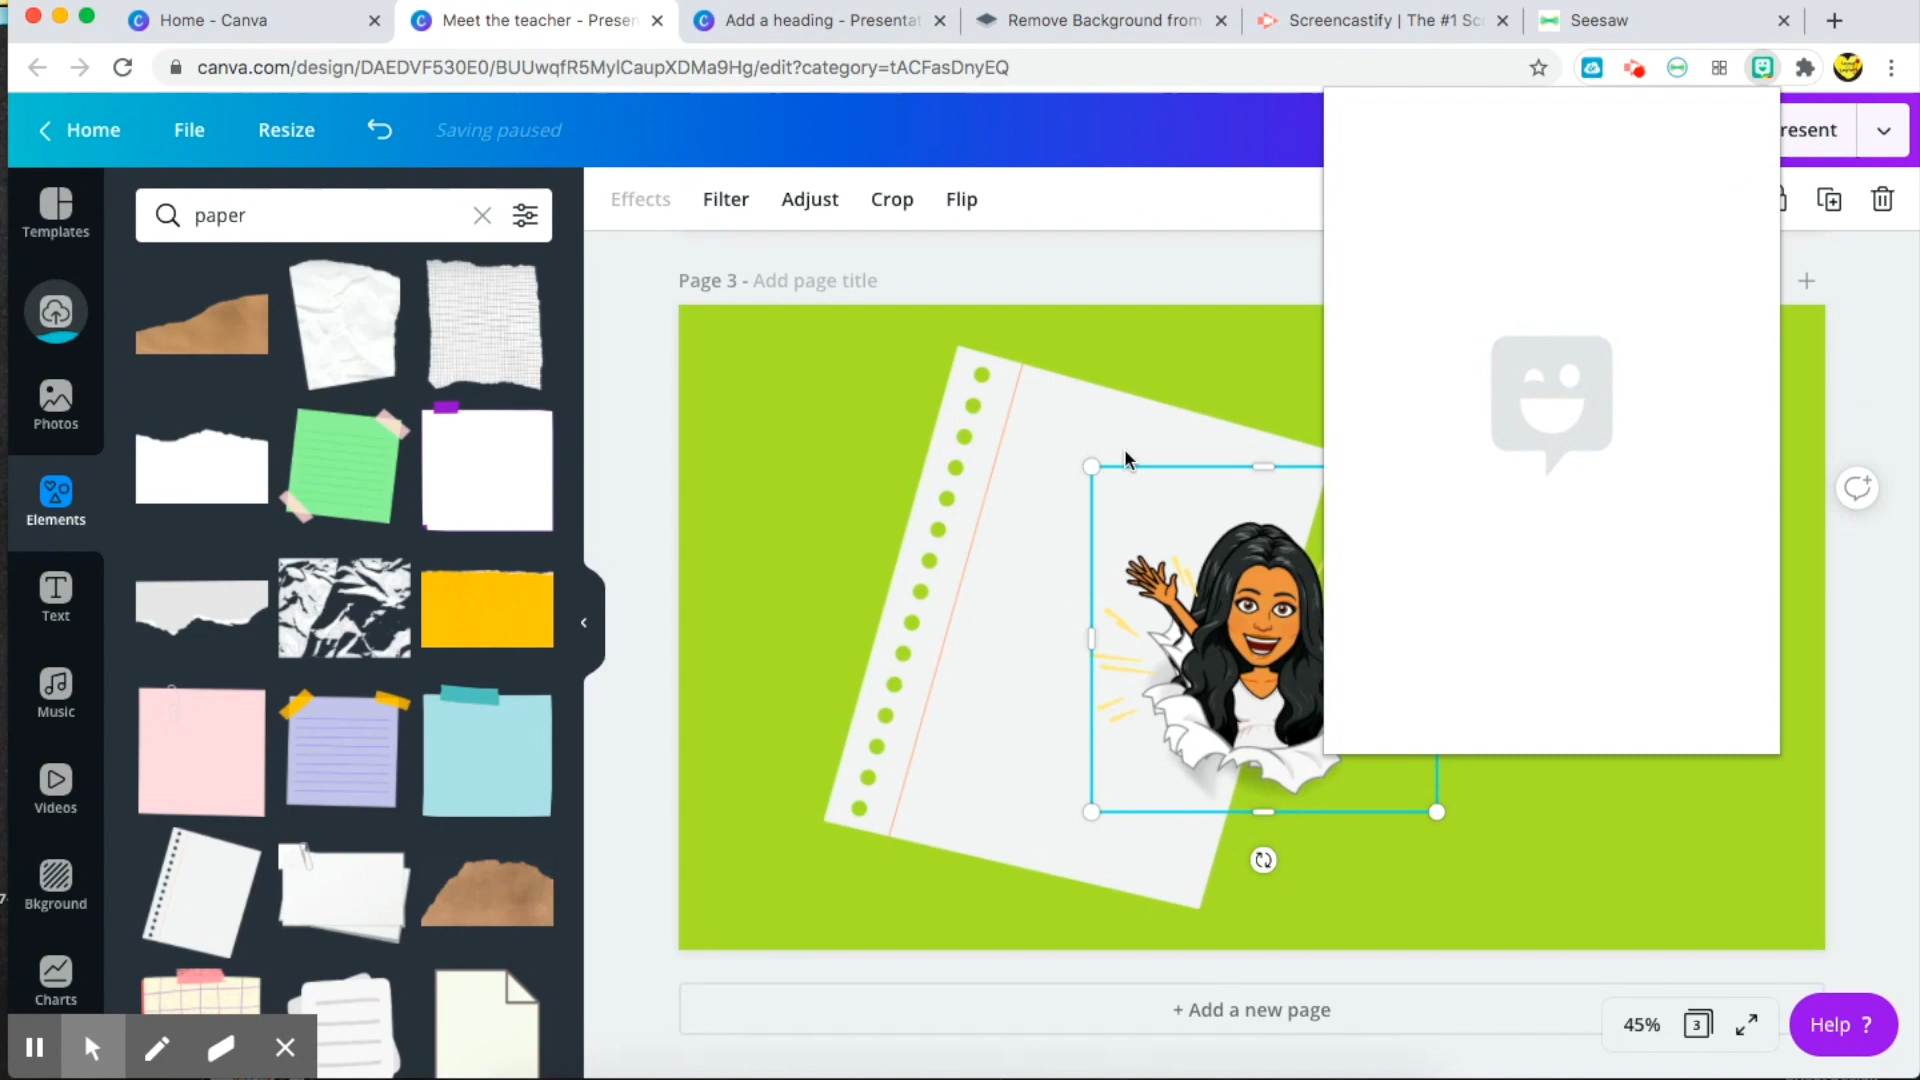 Home - Canva
Meet the teacher - Presen
Add a heading - Presentat
Remove Background from
Screencastify | The #1 Sc
Seesaw
canva.com/design/DAEDVF530E0/BUUwqfR5MylCaupXDMa9Hg/edit?category=tACFasDnyEQ
Home
File
Resize
Saving paused
resent
Templates
paper
Effects
Filter
Adjust
Crop
Flip
Page 3 - Add page title
Photos
Elements
Text
Music
Videos
Bkground
Charts
+ Add a new page
45%
3
Help ?